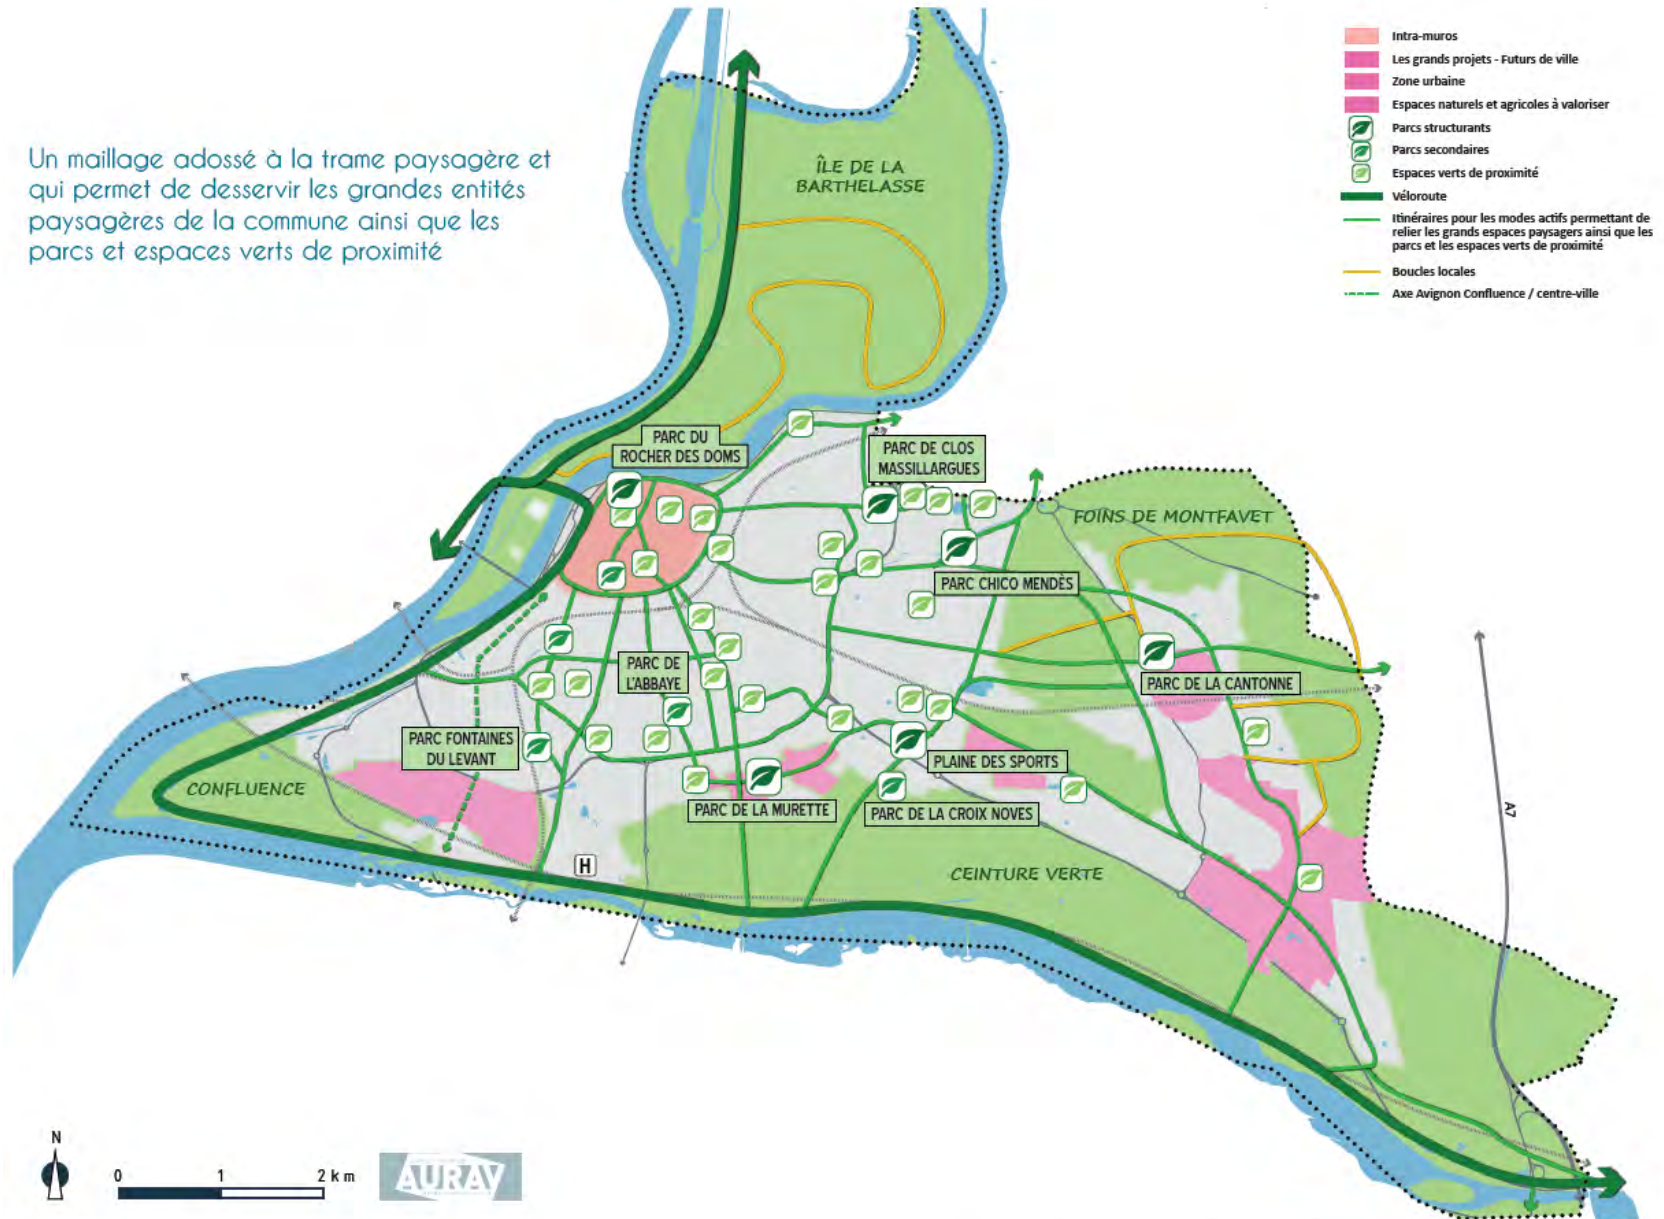 Un maillage adossé à la trame paysagère et
qui permet de desservir les grandes entités
paysagères de la commune ainsi que les
parcs et espaces verts de proximité
Intra-muros
Les grands projets - Futurs de ville
Zone urbaine
Espaces naturels et agricoles à valoriser
Parcs structurants
Parcs secondaires
Espaces verts de proximité
Véloroute
Itinéraires pour les modes actifs permettant de
relier les grands espaces paysagers ainsi que les
parcs et les espaces verts de proximité
Boucles locales
Axe Avignon Confluence / centre-ville
ÎLE DE LA
BARTHELASSE
PARC DU
ROCHER DES DOMS
PARC DE CLOS
MASSILLARGUES
FOINS DE MONTFAVET
PARC CHICO MENDÈS
PARC DE
L'ABBAYE
PARC DE LA CANTONNE
PARC FONTAINES
DU LEVANT
PLAINE DES SPORTS
CONFLUENCE
PARC DE LA MURETTE
PARC DE LA CROIX NOVES
A7
H
CEINTURE VERTE
N
0 1 2 km
AURAV